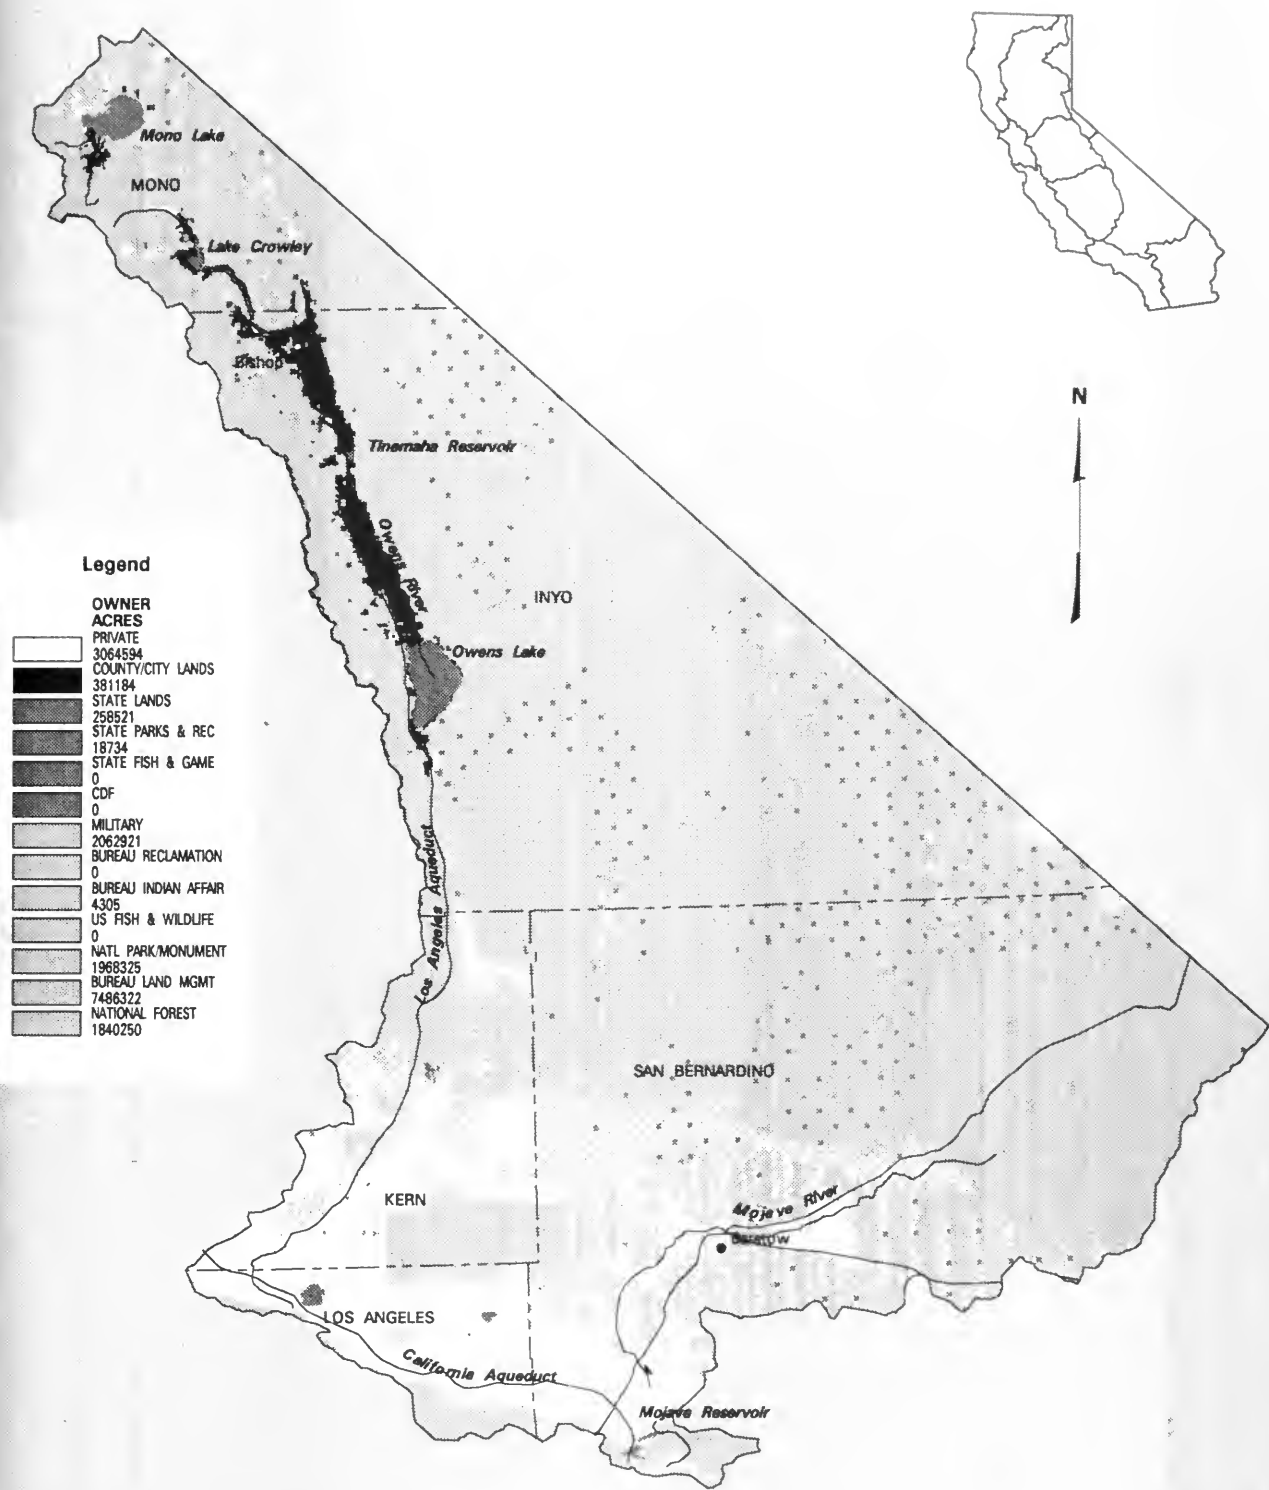 Mono Lake
MONO
Lake Crowley
Bishop
N
Tinemaha Reservoir
Owens River
Legend
OWNER
ACRES
PRIVATE
3064594
COUNTY/CITY LANDS
381184
STATE LANDS
258521
STATE PARKS & REC
18734
STATE FISH & GAME
0
CDF
0
MILITARY
2062921
BUREAU RECLAMATION
0
BUREAU INDIAN AFFAIR
4305
US FISH & WILDLIFE
0
NATL PARK/MONUMENT
1968325
BUREAU LAND MGMT
7486322
NATIONAL FOREST
1840250
INYO
Owens Lake
Los Angeles Aqueduct
SAN BERNARDINO
KERN
Mojave River
Barstow
LOS ANGELES
California Aqueduct
Mojave Reservoir